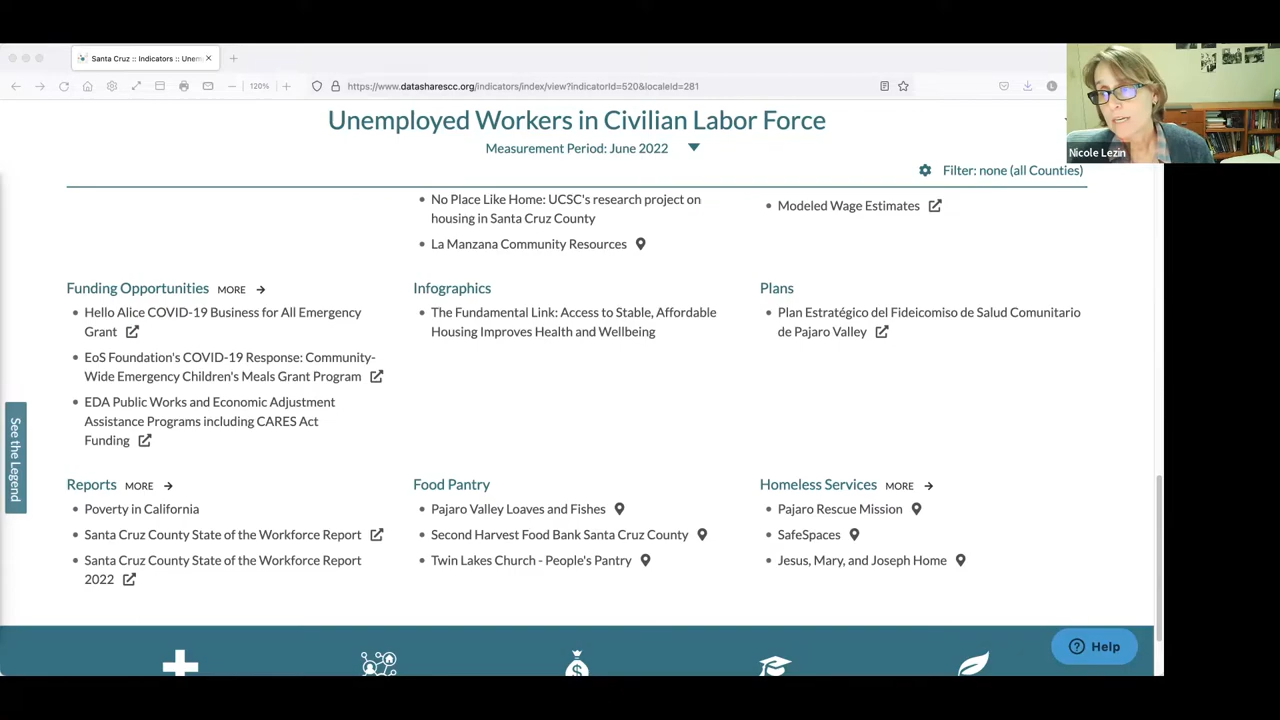 Santa Cruz :: Indicators :: Unem
120%
https://www.datasharescc.org/indicators/index/view?indicatorId=520&localeId=281
Nicole Lezin
Unemployed Workers in Civilian Labor Force
Measurement Period: June 2022
Filter: none (all Counties)
No Place Like Home: UCSC's research project on
housing in Santa Cruz County
La Manzana Community Resources
Modeled Wage Estimates
Funding Opportunities MORE
Hello Alice COVID-19 Business for All Emergency
Grant
EoS Foundation's COVID-19 Response: Community-
Wide Emergency Children's Meals Grant Program
EDA Public Works and Economic Adjustment
Assistance Programs including CARES Act
Funding
Infographics
The Fundamental Link: Access to Stable, Affordable
Housing Improves Health and Wellbeing
Plans
Plan Estratégico del Fideicomiso de Salud Comunitario
de Pajaro Valley
See the Legend
Reports MORE
Poverty in California
Santa Cruz County State of the Workforce Report
Santa Cruz County State of the Workforce Report
2022
Food Pantry
Pajaro Valley Loaves and Fishes
Second Harvest Food Bank Santa Cruz County
Twin Lakes Church - People's Pantry
Homeless Services MORE
Pajaro Rescue Mission
SafeSpaces
Jesus, Mary, and Joseph Home
Help